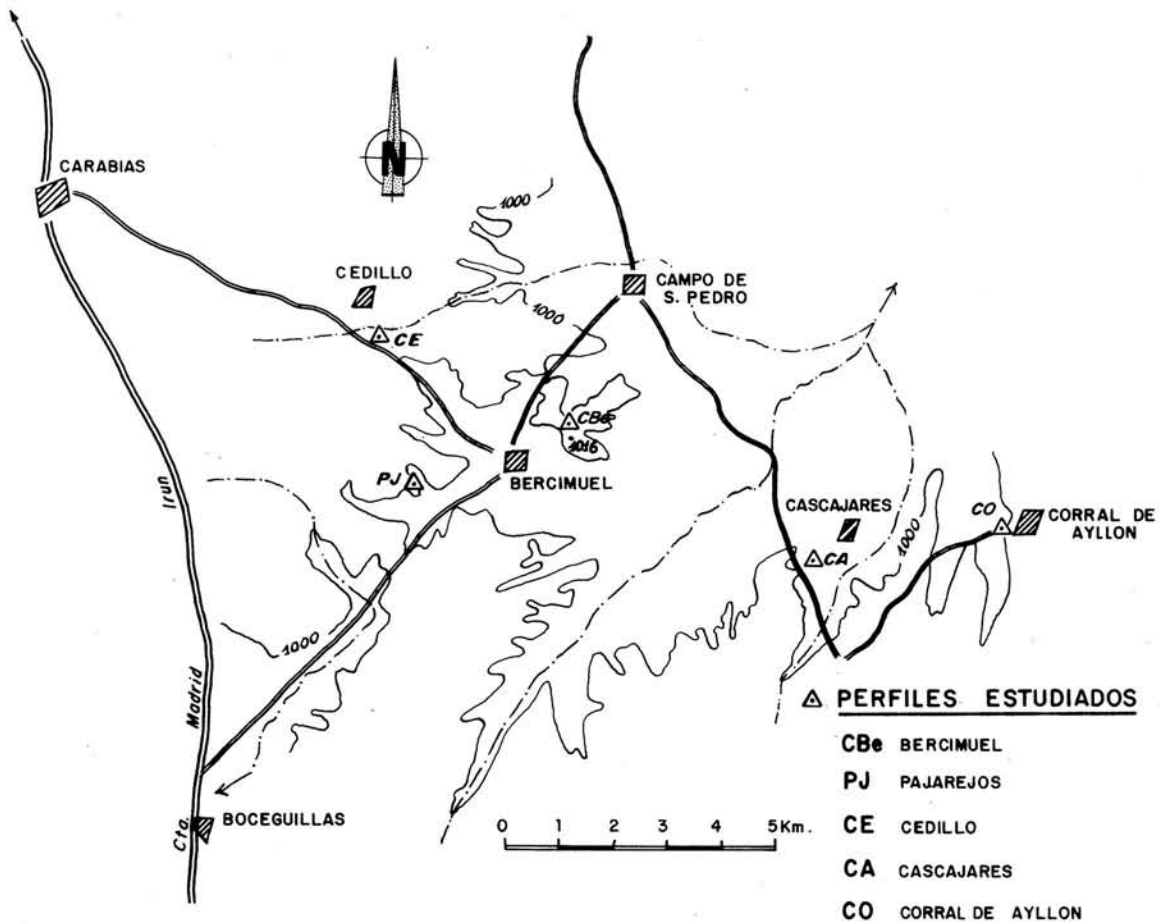 CARABIAS
N
1000
CEDILLO
CAMPO DE
S. PEDRO
1000
CE
CBe
1016
PJ
BERCIMUEL
Irun
CASCAJARES
CO
CORRAL DE
AYLLON
1000
CA
1000
Madrid
Cta.
BOCEGUILLAS
0 1 2 3 4 5 Km.
PERFILES ESTUDIADOS
CBe BERCIMUEL
PJ PAJAREJOS
CE CEDILLO
CA CASCAJARES
CO CORRAL DE AYLLON